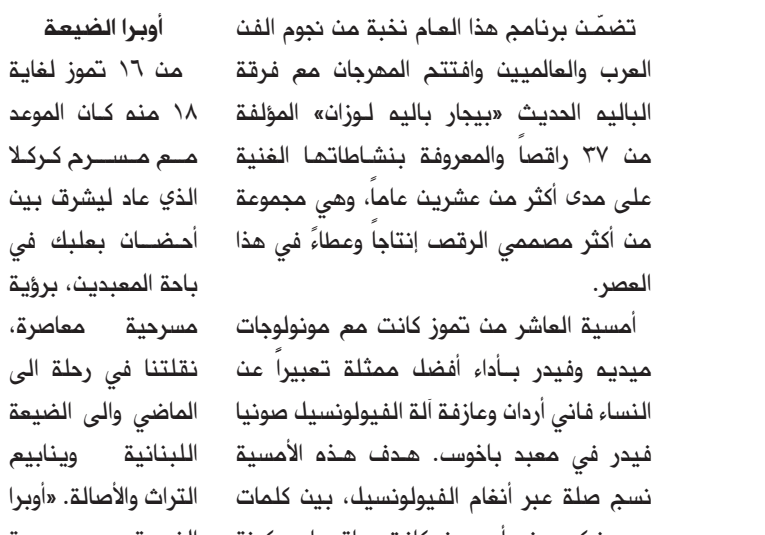 تضمّن برنامج هذا العام نخبة من نجوم الفن
العرب والعالميين وافتتح المهرجان مع فرقة
الباليه الحديث «بيجار باليه لوزان» المؤلفة
من ٣٧ راقصاً والمعروفة بنشاطاتها الغنية
على مدى أكثر من عشرين عاماً، وهي مجموعة
من أكثر مصممي الرقص إنتاجاً وعطاءً في هذا
العصر.
أمسية العاشر من تموز كانت مع مونولوجات
ميديه وفيدر بأداء أفضل ممثلة تعبيراً عن
النساء فاني أردان وعازفة آلة الفيولونسيل صونيا
فيدر في معبد باخوس. هدف هذه الأمسية
نسج صلة عبر أنغام الفيولونسيل، بين كلمات
أوبرا الضيعة
من ١٦ تموز لغاية
١٨ منه كان الموعد
مع مسرح كركلا
الذي عاد ليشرق بين
أحضان بعلبك في
باحة المعبدين، برؤية
مسرحية معاصرة،
نقلتنا في رحلة الى
الماضي والى الضيعة
اللبنانية وينابيع
التراث والأصالة. «أوبرا